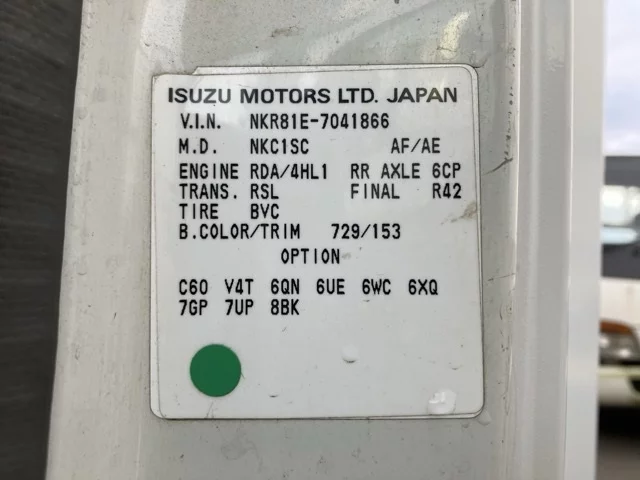 ISUZU MOTORS LTD. JAPAN
V.I.N. NKR81E-7041866
M.D. NKC1SC AF/AE
ENGINE RDA/4HL1 RR AXLE 6CP
TRANS. RSL FINAL R42
TIRE BVC
B.COLOR/TRIM 729/153
OPTION
C60 V4T 6QN 6UE 6WC 6XQ
7GP 7UP 8BK